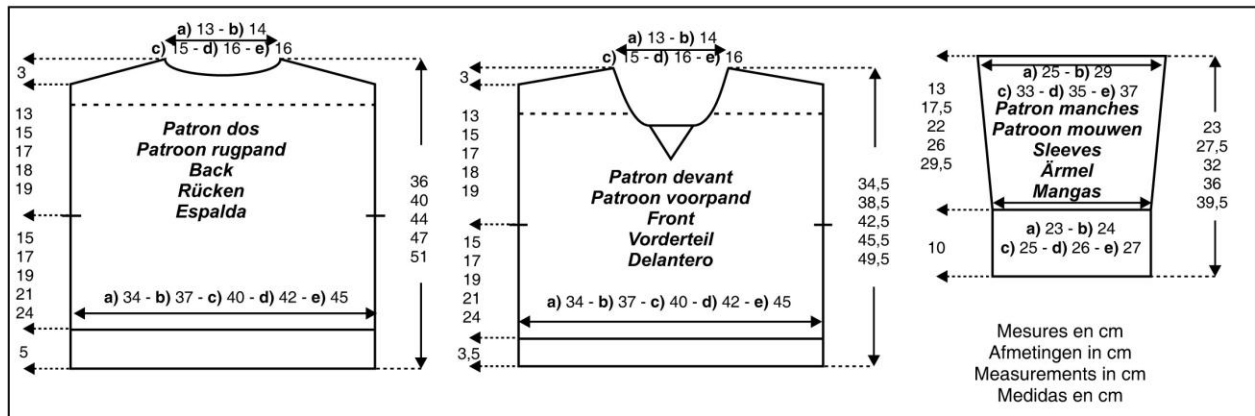 a) 13 - b) 14
c) 15 - d) 16 - e) 16
3
13
15
17
18
19
15
17
19
21
24
5
Patron dos
Patroon rugpand
Back
Rücken
Espalda
a) 34 - b) 37 - c) 40 - d) 42 - e) 45
36
40
44
47
51
a) 13 - b) 14
c) 15 - d) 16 - e) 16
3
13
15
17
18
19
15
17
19
21
24
3,5
Patron devant
Patroon voorpand
Front
Vorderteil
Delantero
a) 34 - b) 37 - c) 40 - d) 42 - e) 45
34,5
38,5
42,5
45,5
49,5
13
17,5
22
26
29,5
10
a) 25 - b) 29
c) 33 - d) 35 - e) 37
Patron manches
Patroon mouwen
Sleeves
Ärmel
Mangas
a) 23 - b) 24
c) 25 - d) 26 - e) 27
23
27,5
32
36
39,5
Mesures en cm
Afmetingen in cm
Measurements in cm
Medidas en cm